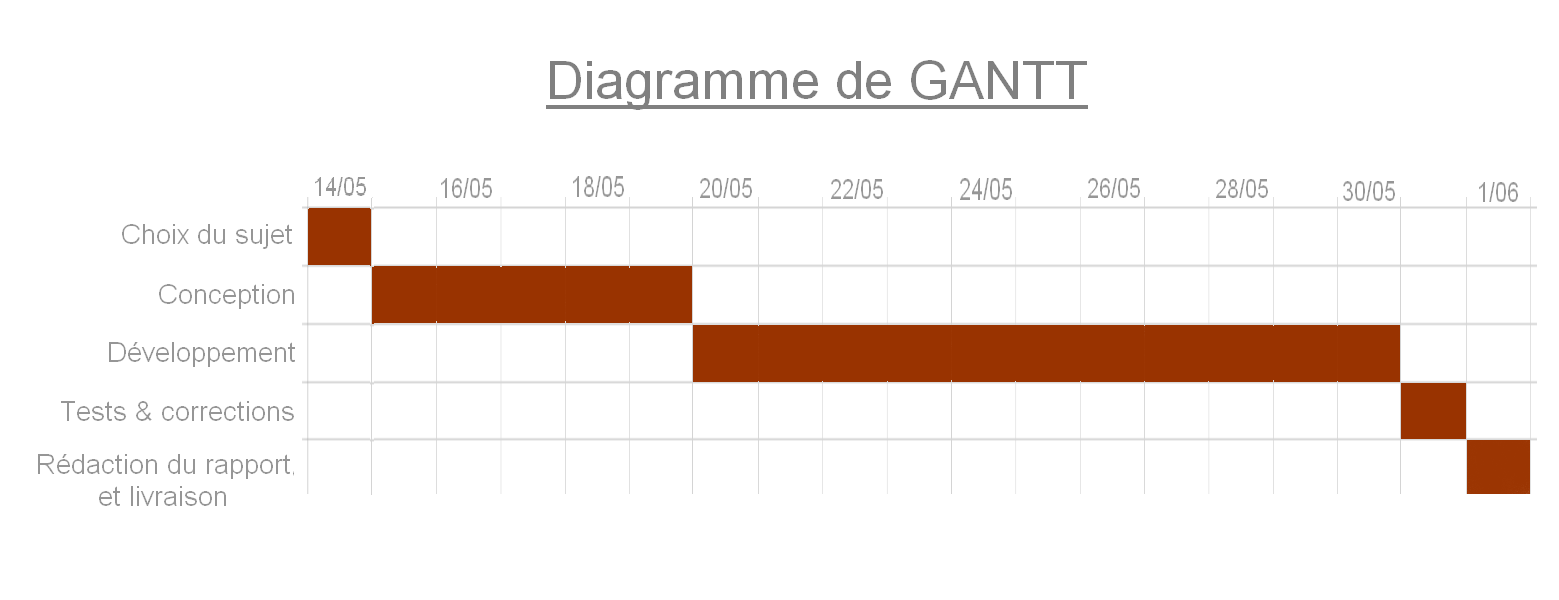 Diagramme de GANTT
14/05 16/05 18/05 20/05 22/05 24/05 26/05 28/05 30/05 1/06
Choix du sujet
Conception
Développement
Tests & corrections
Rédaction du rapport
et livraison